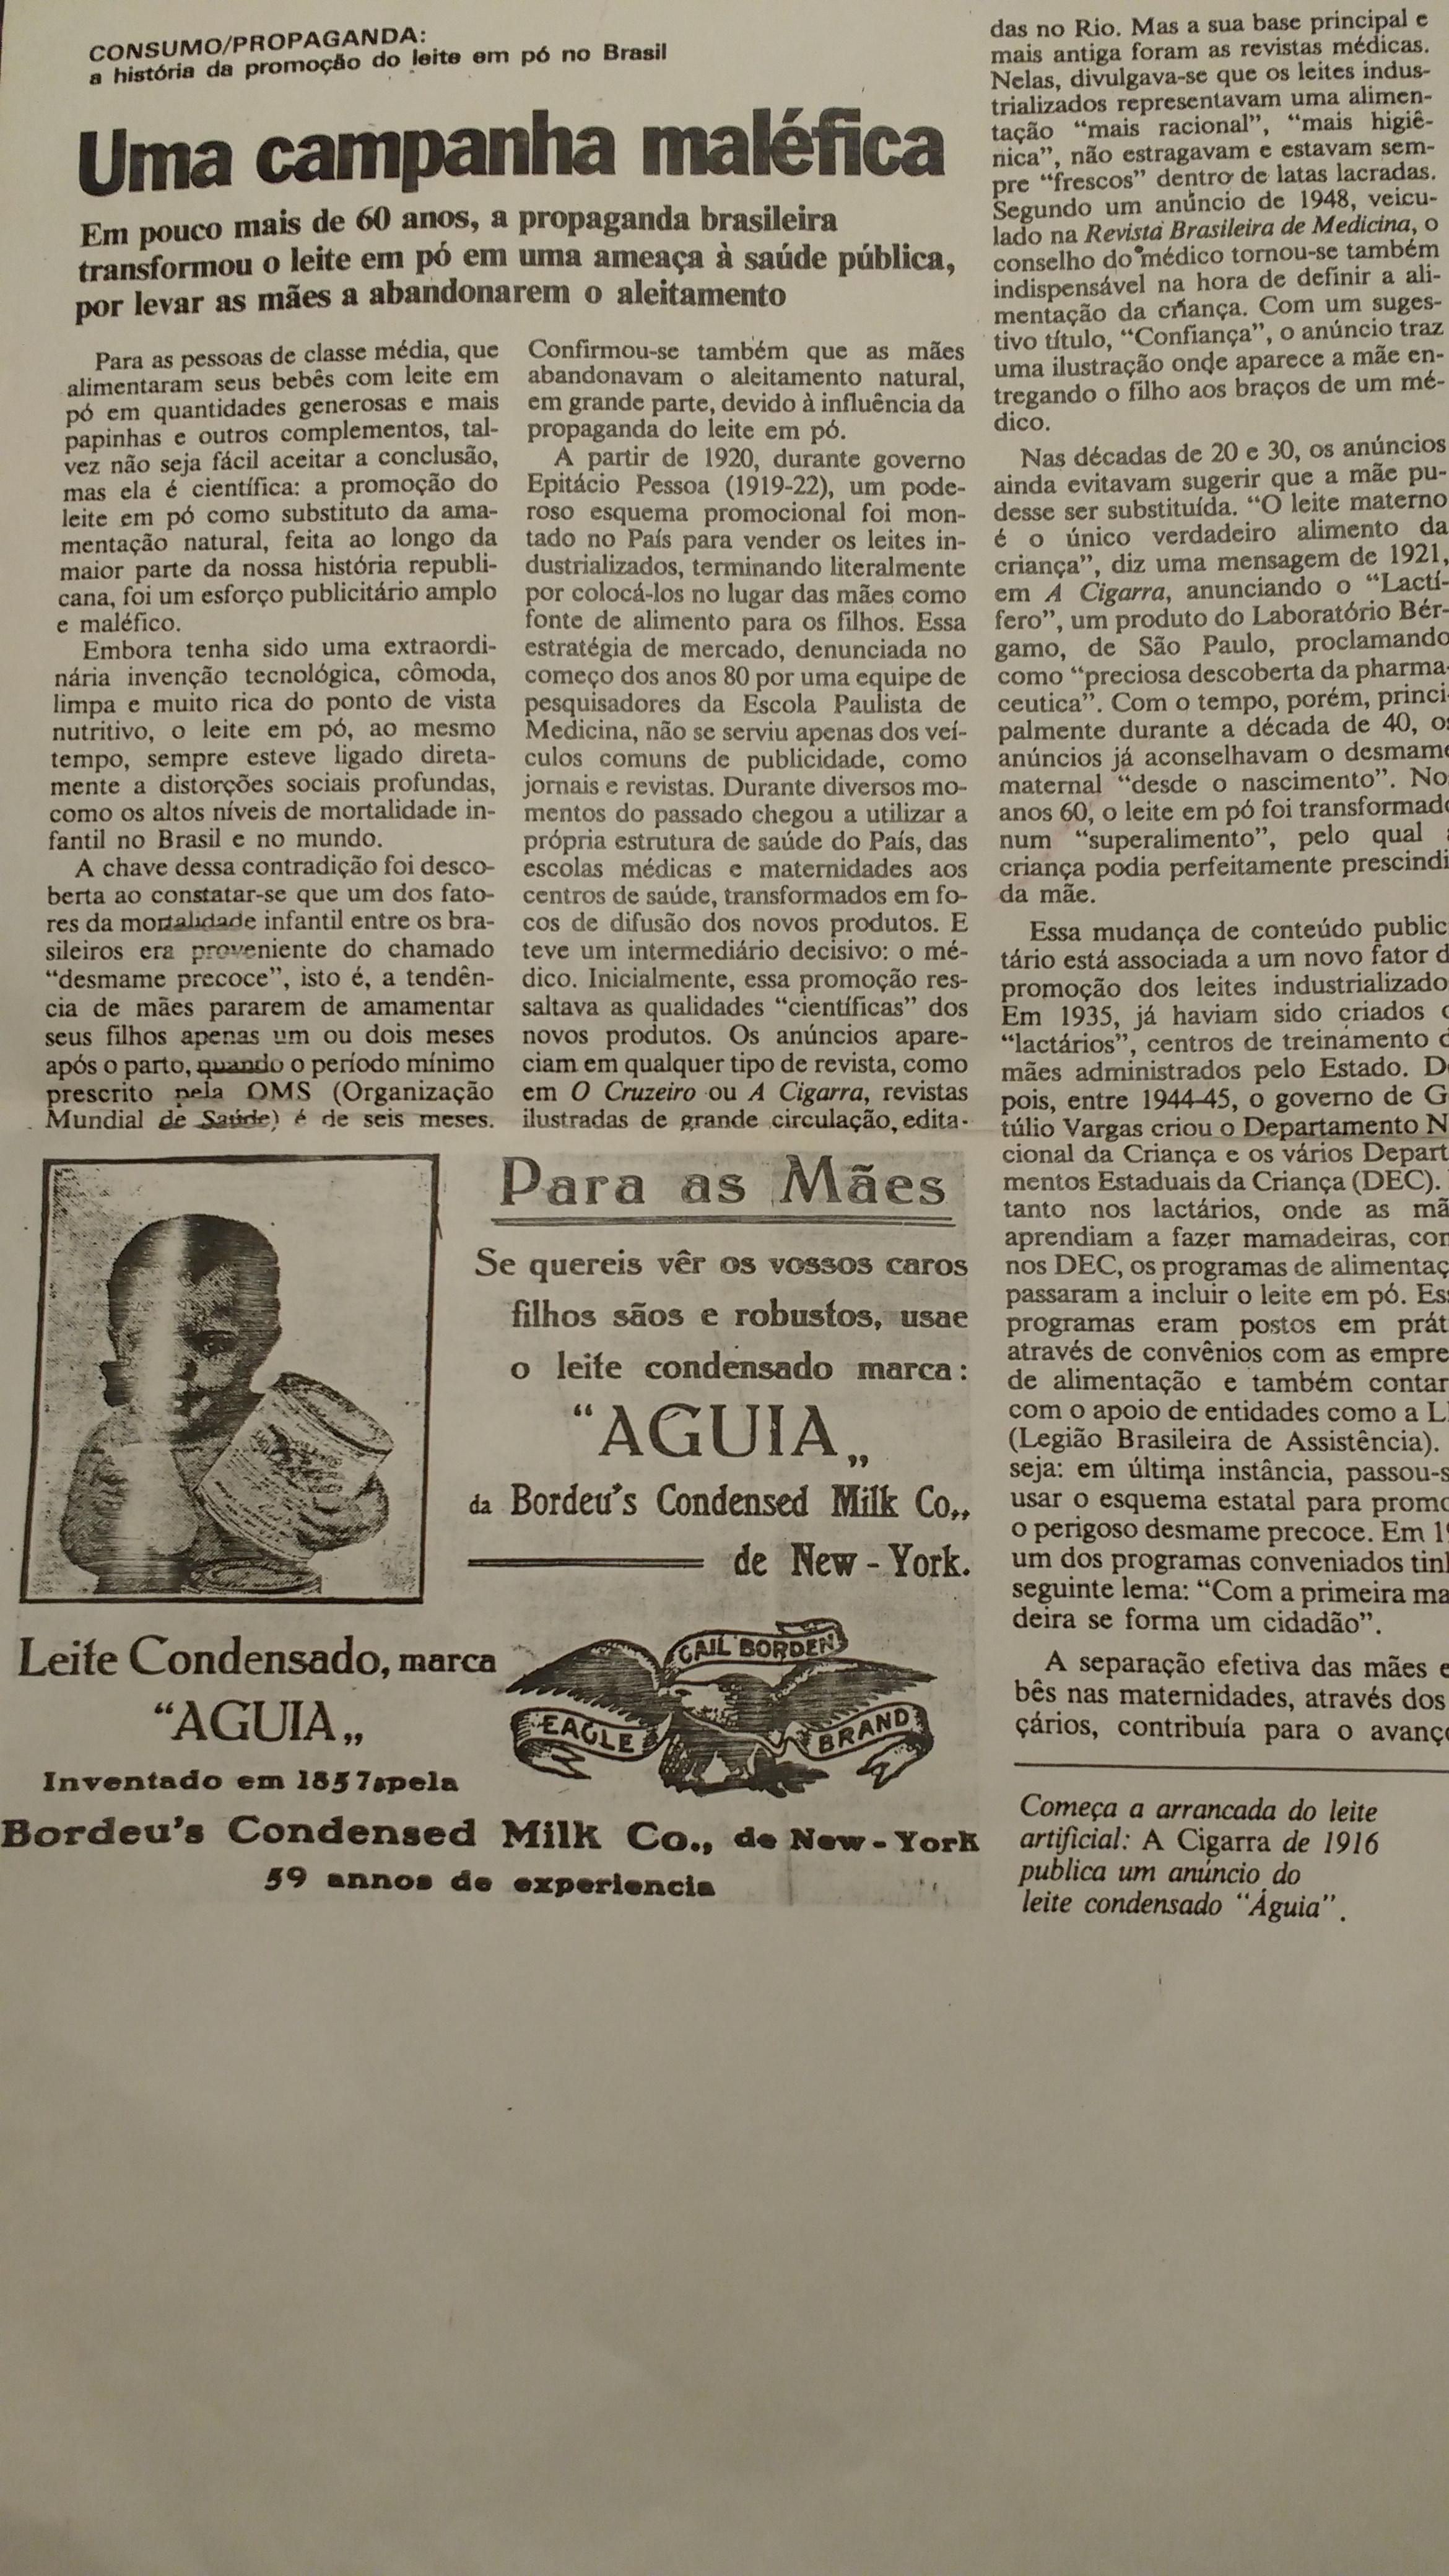 CONSUMO/PROPAGANDA:
a história da promoção do leite em pó no Brasil
Uma campanha maléfica
Em pouco mais de 60 anos, a propaganda brasileira
transformou o leite em pó em uma ameaça à saúde pública,
por levar as mães a abandonarem o aleitamento
Para as pessoas de classe média, que
alimentaram seus bebês com leite em
pó em quantidades generosas e mais
papinhas e outros complementos, tal-
vez não seja fácil aceitar a conclusão,
mas ela é científica: a promoção do
leite em pó como substituto da ama-
mentação natural, feita ao longo da
maior parte da nossa história republi-
cana, foi um esforço publicitário amplo
e maléfico.
Embora tenha sido uma extraordi-
nária invenção tecnológica, cômoda,
limpa e muito rica do ponto de vista
nutritivo, o leite em pó, ao mesmo
tempo, sempre esteve ligado direta-
mente a distorções sociais profundas,
como os altos níveis de mortalidade in-
fantil no Brasil e no mundo.
A chave dessa contradição foi desco-
berta ao constatar-se que um dos fato-
res da mortalidade infantil entre os bra-
sileiros era proveniente do chamado
“desmame precoce”, isto é, a tendên-
cia de mães pararem de amamentar
seus filhos apenas um ou dois meses
após o parto, quando o período mínimo
prescrito pela OMS (Organização
Mundial de Saúde) é de seis meses.
Confirmou-se também que as mães
abandonavam o aleitamento natural,
em grande parte, devido à influência da
propaganda do leite em pó.
A partir de 1920, durante governo
Epitácio Pessoa (1919-22), um pode-
roso esquema promocional foi mon-
tado no País para vender os leites in-
dustrializados, terminando literalmente
por colocá-los no lugar das mães como
fonte de alimento para os filhos. Essa
estratégia de mercado, denunciada no
começo dos anos 80 por uma equipe de
pesquisadores da Escola Paulista de
Medicina, não se serviu apenas dos veí-
culos comuns de publicidade, como
jornais e revistas. Durante diversos mo-
mentos do passado chegou a utilizar a
própria estrutura de saúde do País, das
escolas médicas e maternidades aos
centros de saúde, transformados em fo-
cos de difusão dos novos produtos. E
teve um intermediário decisivo: o mé-
dico. Inicialmente, essa promoção res-
saltava as qualidades “científicas” dos
novos produtos. Os anúncios apare-
ciam em qualquer tipo de revista, como
em O Cruzeiro ou A Cigarra, revistas
ilustradas de grande circulação, edita-
das no Rio. Mas a sua base principal e
mais antiga foram as revistas médicas.
Nelas, divulgava-se que os leites indus-
trializados representavam uma alimen-
tação “mais racional”, “mais higiê-
nica”, não estragavam e estavam sem-
pre “frescos” dentro de latas lacradas.
Segundo um anúncio de 1948, veicu-
lado na Revista Brasileira de Medicina, o
conselho do médico tornou-se também
indispensável na hora de definir a ali-
mentação da criança. Com um suges-
tivo título, “Confiança”, o anúncio traz
uma ilustração onde aparece a mãe en-
tregando o filho aos braços de um mé-
dico.
Nas décadas de 20 e 30, os anúncios
ainda evitavam sugerir que a mãe pu-
desse ser substituída. “O leite materno
é o único verdadeiro alimento da
criança”, diz uma mensagem de 1921,
em A Cigarra, anunciando o “Lactí-
fero”, um produto do Laboratório Bér-
gamo, de São Paulo, proclamando
como “preciosa descoberta da pharma-
ceutica”. Com o tempo, porém, princi-
palmente durante a década de 40, o
anúncios já aconselhavam o desmame
maternal “desde o nascimento”. No
anos 60, o leite em pó foi transformado
num “superalimento”, pelo qual
criança podia perfeitamente prescindi
da mãe.
Essa mudança de conteúdo public
tário está associada a um novo fator d
promoção dos leites industrializado
Em 1935, já haviam sido criados
“lactários”, centros de treinamento
mães administrados pelo Estado. D
pois, entre 1944-45, o governo de G
túlio Vargas criou o Departamento N
cional da Criança e os vários Depart
mentos Estaduais da Criança (DEC).
tanto nos lactários, onde as mã
aprendiam a fazer mamadeiras, con
nos DEC, os programas de alimentaç
passaram a incluir o leite em pó. Es
programas eram postos em prát
através de convênios com as empre
de alimentação e também contar
com o apoio de entidades como a L
(Legião Brasileira de Assistência).
seja: em última instância, passou-s
usar o esquema estatal para promo
o perigoso desmame precoce. Em 1
um dos programas conveniados tinh
seguinte lema: “Com a primeira ma
deira se forma um cidadão”.
A separação efetiva das mães e
bês nas maternidades, através dos
çários, contribuía para o avanç
Para as Mães
Se quereis vêr os vossos caros
filhos sãos e robustos, usae
o leite condensado marca:
“AGUIA„
da Bordeu's Condensed Milk Co.,
de New-York.
Leite Condensado, marca
“AGUIA„
GAIL BORDEN
EAGLE BRAND
Inventado em 1857, pela
Bordeu's Condensed Milk Co., de New-York
59 annos de experiencia
Começa a arrancada do leite
artificial: A Cigarra de 1916
publica um anúncio do
leite condensado “Águia”.